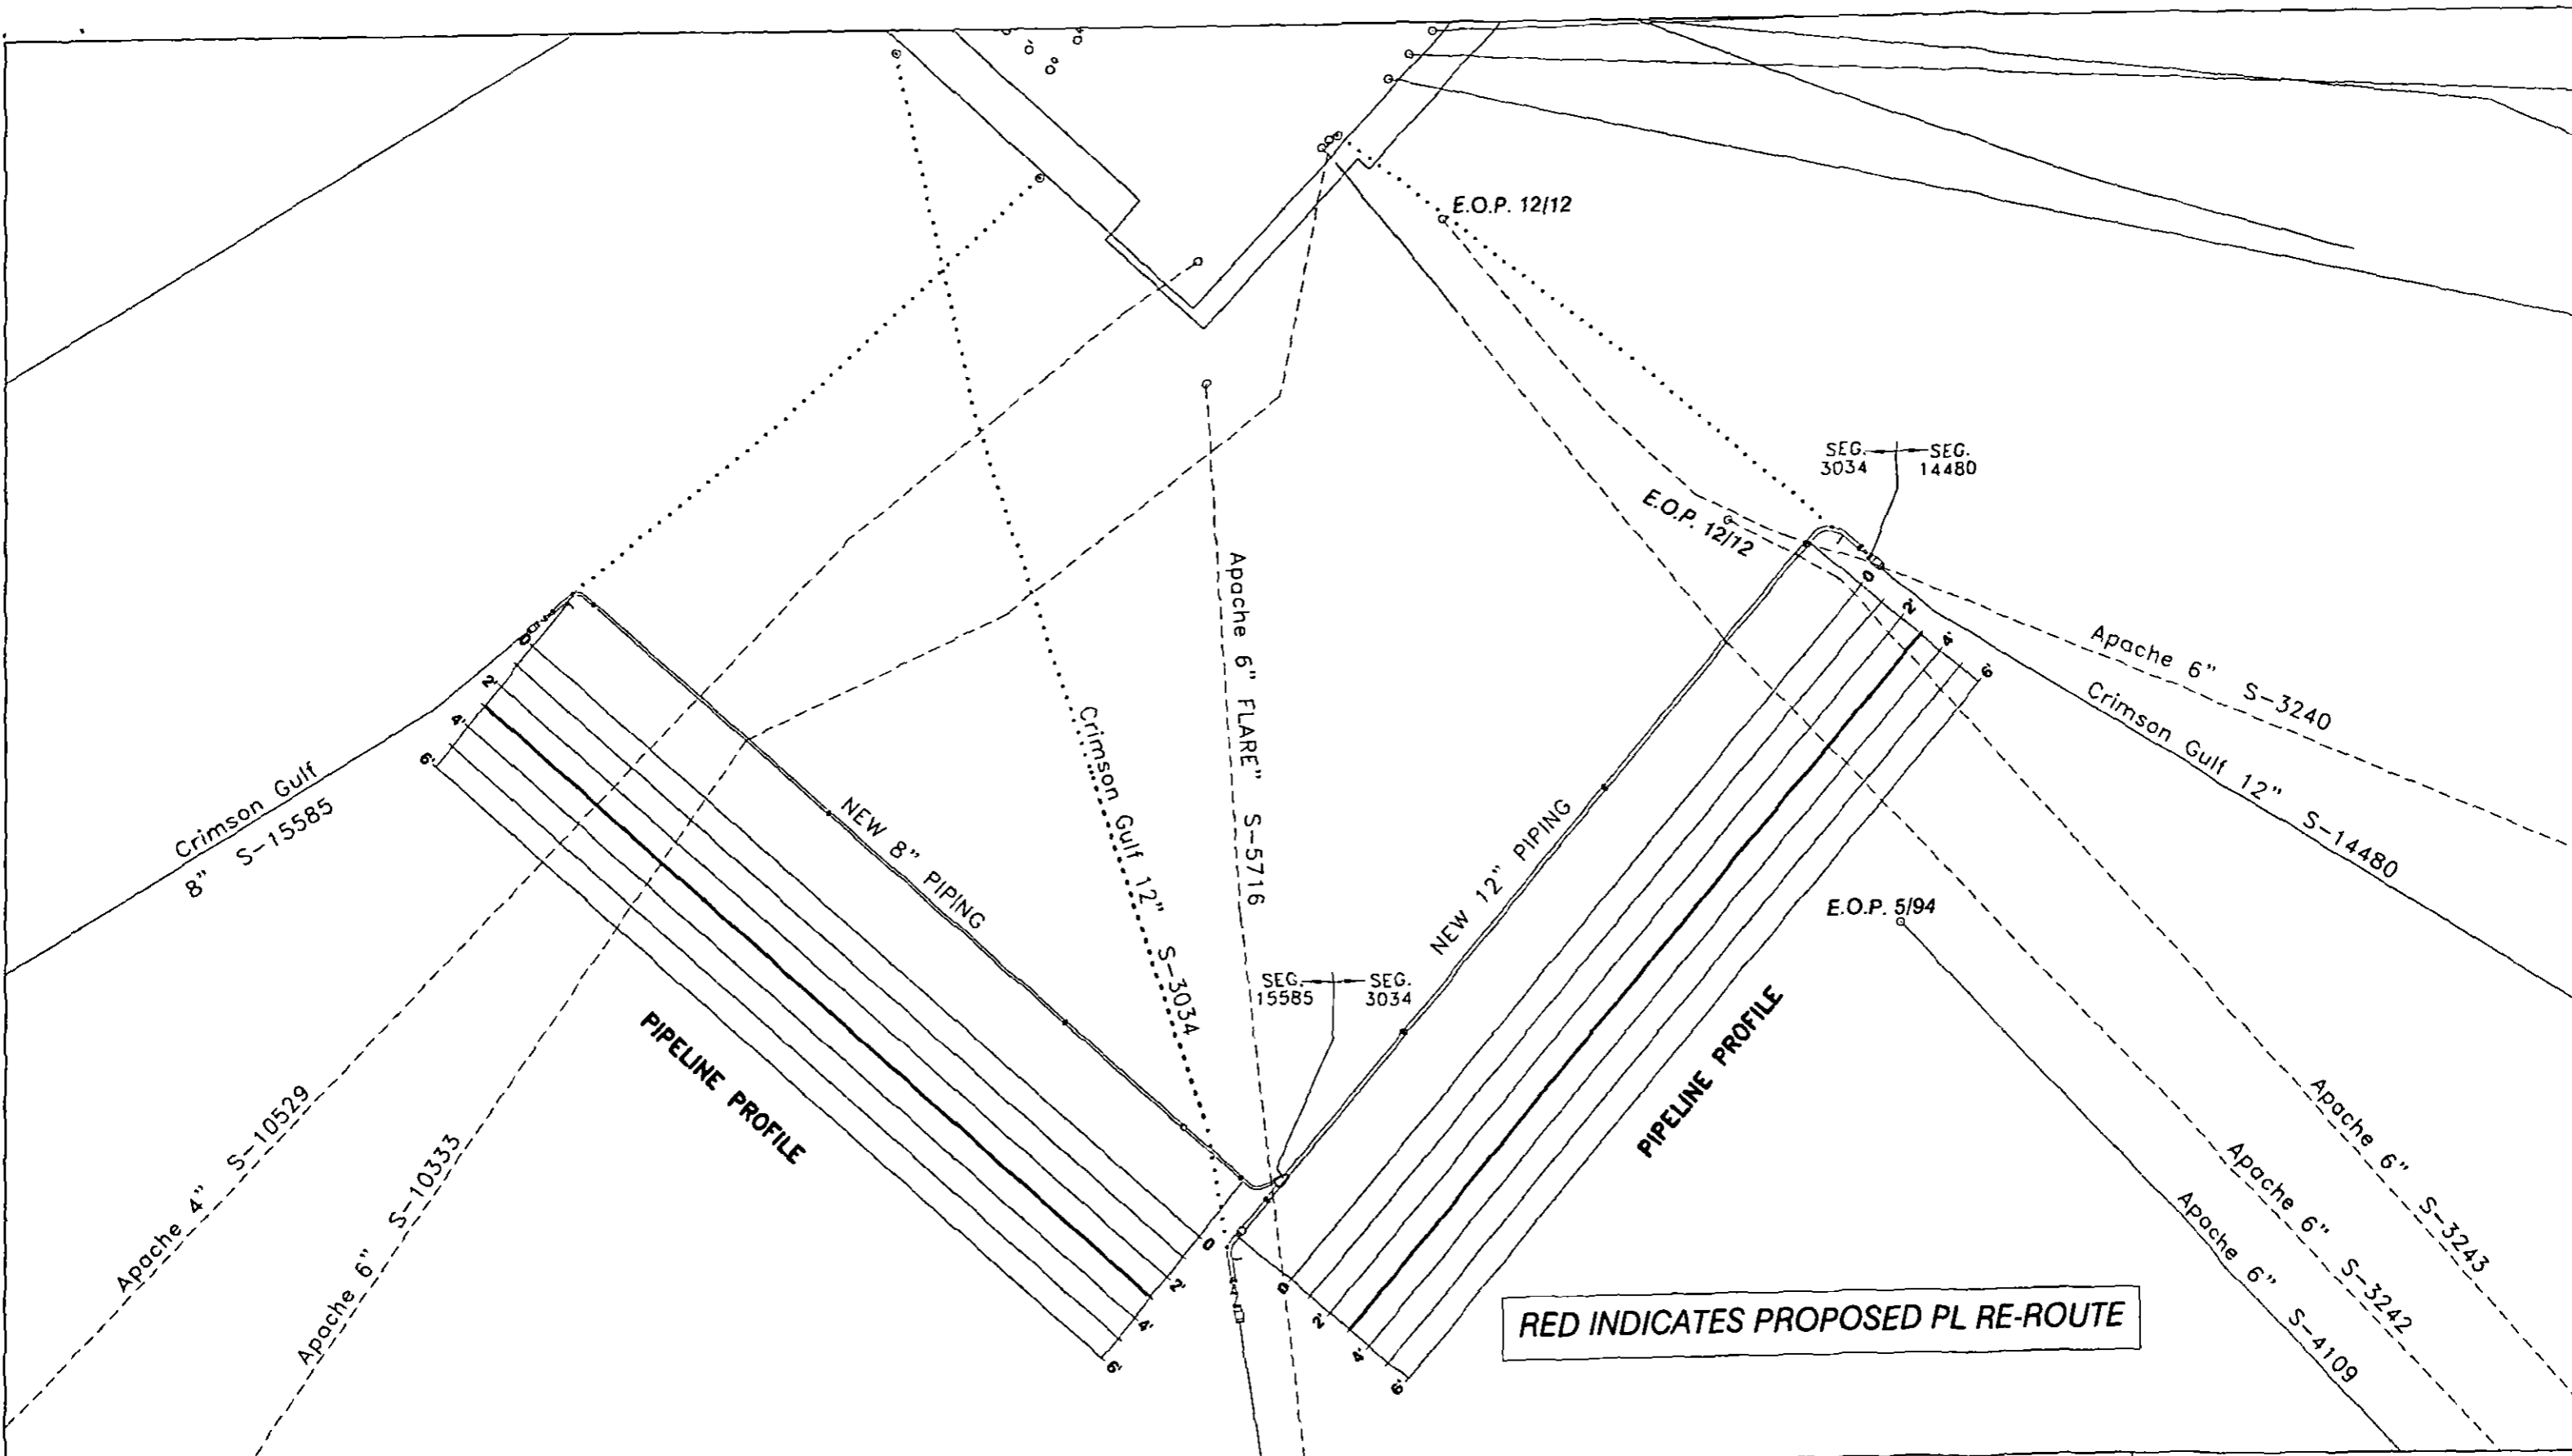 E.O.P. 12/12
SEG. SEG.
3034 14480
E.O.P. 12/12
0
2'
4'
6'
Apache 6" S-3240
Crimson Gulf 12" S-14480
Apache 6" FLARE" S-5716
0
2'
4'
6'
Crimson Gulf
8" S-15585
NEW 8" PIPING
Crimson Gulf 12" S-3034
NEW 12" PIPING
E.O.P. 5/94
SEG. SEG.
15585 3034
PIPELINE PROFILE
PIPELINE PROFILE
Apache 4" S-10529
Apache 6" S-10333
Apache 6" S-3243
Apache 6" S-3242
Apache 6" S-4109
0
2'
4'
6'
0
2'
4'
6'
RED INDICATES PROPOSED PL RE-ROUTE